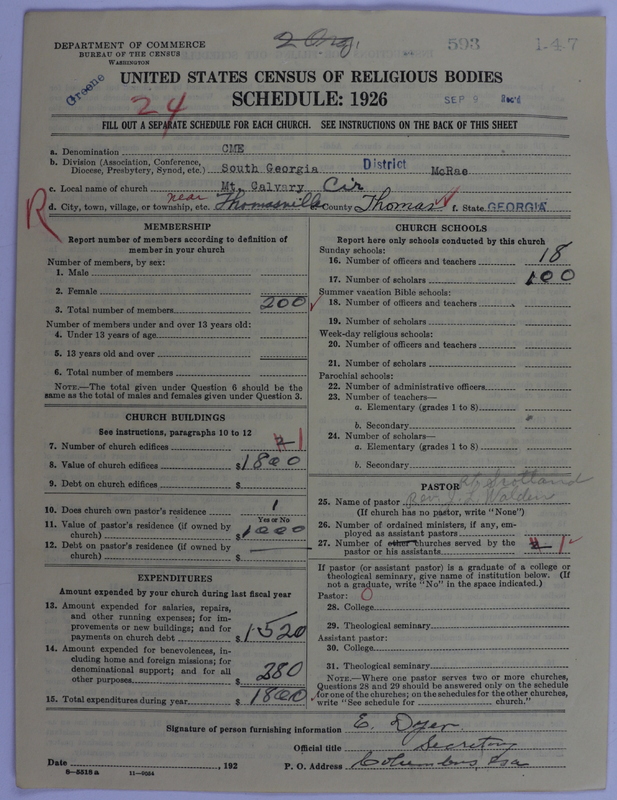 2 Org.
593 1-47
DEPARTMENT OF COMMERCE
BUREAU OF THE CENSUS
WASHINGTON
Greene
UNITED STATES CENSUS OF RELIGIOUS BODIES
24
SCHEDULE: 1926
SEP 9 Rec'd
FILL OUT A SEPARATE SCHEDULE FOR EACH CHURCH. SEE INSTRUCTIONS ON THE BACK OF THIS SHEET
a. Denomination CME
b. Division (Association, Conference, Diocese, Presbytery, Synod, etc.) South Georgia District McRae
c. Local name of church Mt. Calvary Cir
R
d. City, town, village, or township, etc. near Thomasville e. County Thomas f. State GEORGIA
MEMBERSHIP
Report number of members according to definition of
member in your church
Number of members, by sex:
1. Male
2. Female
3. Total number of members 200
Number of members under and over 13 years old:
4. Under 13 years of age
5. 13 years old and over
6. Total number of members
NOTE.—The total given under Question 6 should be the
same as the total of males and females given under Question 3.
CHURCH BUILDINGS
See instructions, paragraphs 10 to 12
7. Number of church edifices 2 1
8. Value of church edifices $1800
9. Debt on church edifices $
10. Does church own pastor's residence 1
Yes or No
11. Value of pastor's residence (if owned by
church) $1000
12. Debt on pastor's residence (if owned by
church)
EXPENDITURES
Amount expended by your church during last fiscal year
13. Amount expended for salaries, repairs,
and other running expenses; for im-
provements or new buildings; and for
payments on church debt $1520
14. Amount expended for benevolences, in-
cluding home and foreign missions; for
denominational support; and for all
other purposes $280
15. Total expenditures during year $1800
CHURCH SCHOOLS
Report here only schools conducted by this church
Sunday schools:
16. Number of officers and teachers 18
17. Number of scholars 100
Summer vacation Bible schools:
18. Number of officers and teachers
19. Number of scholars
Week-day religious schools:
20. Number of officers and teachers
21. Number of scholars
Parochial schools:
22. Number of administrative officers
23. Number of teachers—
a. Elementary (grades 1 to 8)
b. Secondary
24. Number of scholars—
a. Elementary (grades 1 to 8)
b. Secondary
PASTOR at Scotland
25. Name of pastor Rev. J. L. Walden
(If church has no pastor, write "None")
26. Number of ordained ministers, if any, em-
ployed as assistant pastors
27. Number of other churches served by the
pastor or his assistants 1
If pastor (or assistant pastor) is a graduate of a college or
theological seminary, give name of institution below. (If
not a graduate, write "No" in the space indicated.)
Pastor: 0
28. College
29. Theological seminary
Assistant pastor:
30. College
31. Theological seminary
NOTE.—Where one pastor serves two or more churches,
Questions 28 and 29 should be answered only on the schedule
for one of the churches; on the schedules for the other churches,
write "See schedule for church."
Signature of person furnishing information E. Dyer
Official title Secretary
Date , 192 P. O. Address Columbus, Ga
8-5518a 11-9054